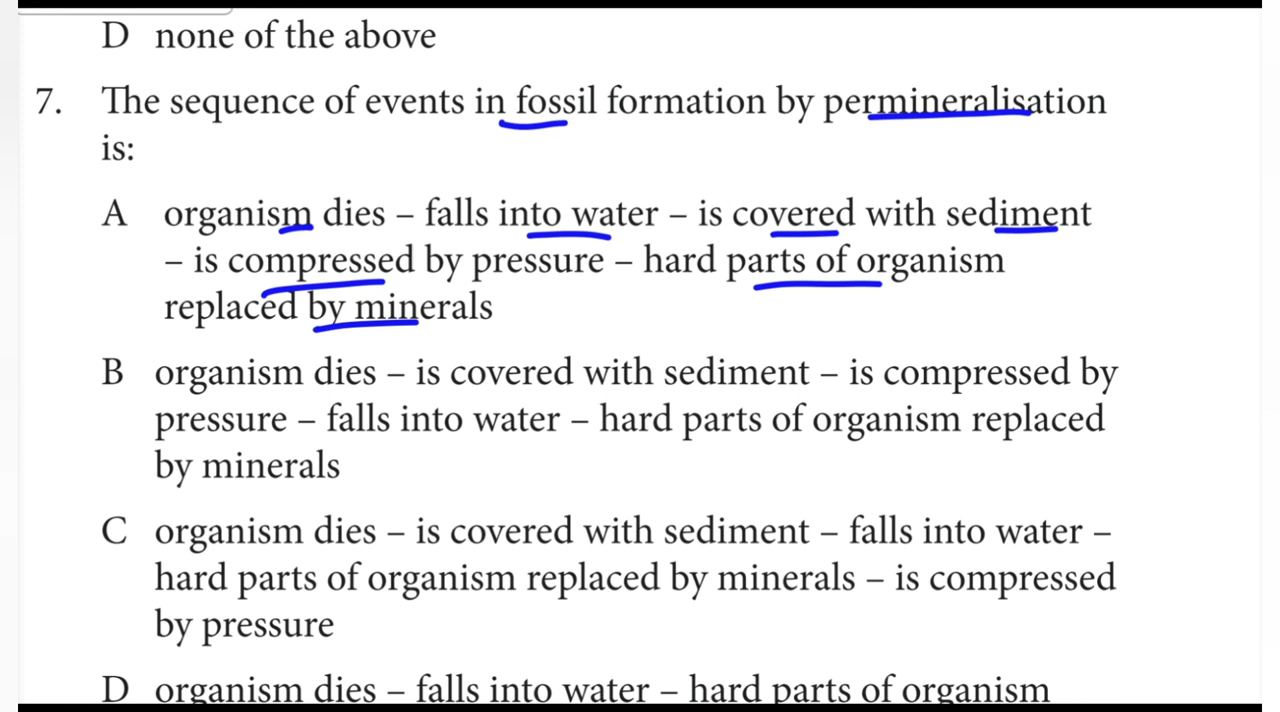 D none of the above
7. The sequence of events in fossil formation by permineralisation
is:
A organism dies – falls into water – is covered with sediment
– is compressed by pressure – hard parts of organism
replaced by minerals
B organism dies – is covered with sediment – is compressed by
pressure – falls into water – hard parts of organism replaced
by minerals
C organism dies – is covered with sediment – falls into water –
hard parts of organism replaced by minerals – is compressed
by pressure
D organism dies – falls into water – hard parts of organism